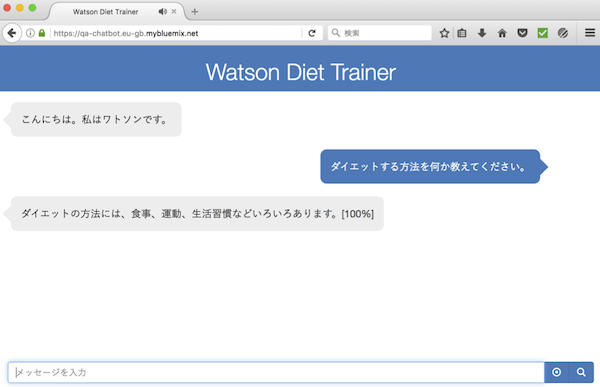 Watson Diet Trainer
https://qa-chatbot.eu-gb.mybluemix.net
検索
Watson Diet Trainer
こんにちは。私はワトソンです。
ダイエットする方法を何か教えてください。
ダイエットの方法には、食事、運動、生活習慣などいろいろあります。[100%]
メッセージを入力